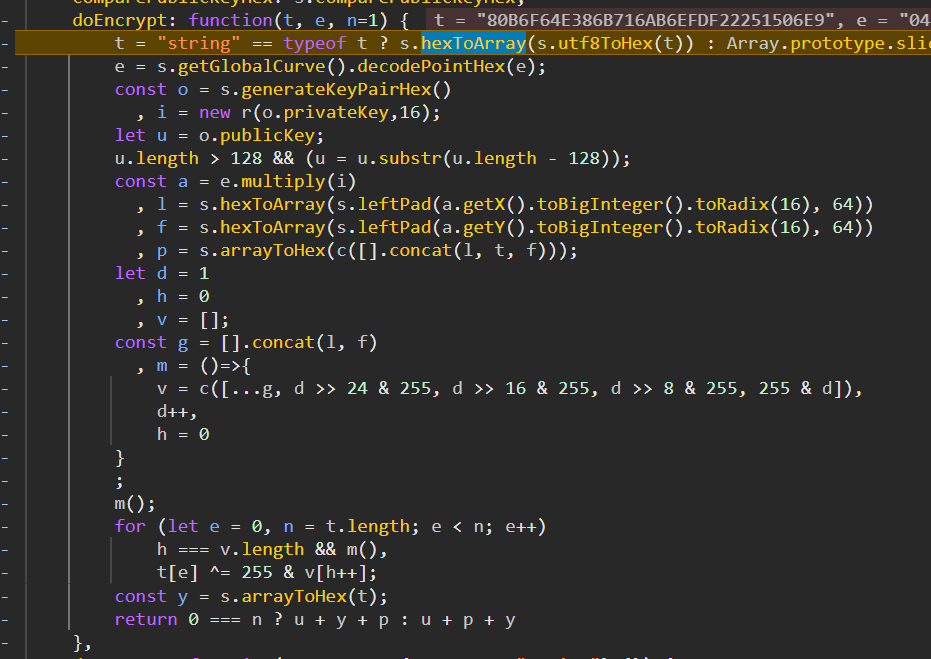 doEncrypt: function(t, e, n=1) { t = "80B6F64E386B716AB6EFDF22251506E9", e = "04
t = "string" == typeof t ? s.hexToArray(s.utf8ToHex(t)) : Array.prototype.slic
e = s.getGlobalCurve().decodePointHex(e);
const o = s.generateKeyPairHex()
, i = new r(o.privateKey,16);
let u = o.publicKey;
u.length > 128 && (u = u.substr(u.length - 128));
const a = e.multiply(i)
, l = s.hexToArray(s.leftPad(a.getX().toBigInteger().toRadix(16), 64))
, f = s.hexToArray(s.leftPad(a.getY().toBigInteger().toRadix(16), 64))
, p = s.arrayToHex(c([].concat(l, t, f)));
let d = 1
, h = 0
, v = [];
const g = [].concat(l, f)
, m = ()=>{
v = c([...g, d >> 24 & 255, d >> 16 & 255, d >> 8 & 255, 255 & d]),
d++,
h = 0
}
;
m();
for (let e = 0, n = t.length; e < n; e++)
h === v.length && m(),
t[e] ^= 255 & v[h++];
const y = s.arrayToHex(t);
return 0 === n ? u + y + p : u + p + y
},